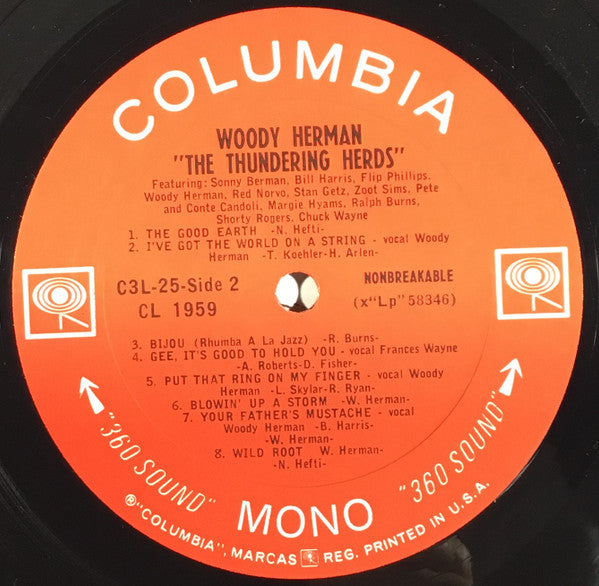 COLUMBIA
WOODY HERMAN
"THE THUNDERING HERDS"
Featuring: Sonny Berman, Bill Harris, Flip Phillips,
Woody Herman, Red Norvo, Stan Getz, Zoot Sims, Pete
and Conte Candoli, Margie Hyams, Ralph Burns,
Shorty Rogers, Chuck Wayne
1. THE GOOD EARTH -N. Hefti-
2. I'VE GOT THE WORLD ON A STRING - vocal Woody
Herman -T. Koehler-H. Arlen-
C3L-25-Side 2
CL 1959
NONBREAKABLE
(x"Lp" 58346)
3. BIJOU (Rhumba A La Jazz) -R. Burns-
4. GEE, IT'S GOOD TO HOLD YOU - vocal Frances Wayne
-A. Roberts-D. Fisher-
5. PUT THAT RING ON MY FINGER - vocal Woody
Herman -L. Skylar-R. Ryan-
6. BLOWIN' UP A STORM -W. Herman-
7. YOUR FATHER'S MUSTACHE - vocal
Woody Herman -B. Harris-
-W. Herman-
8. WILD ROOT W. Herman-
-N. Hefti-
"360 SOUND"
MONO
"360 SOUND"
®"COLUMBIA", MARCAS REG. PRINTED IN U.S.A.